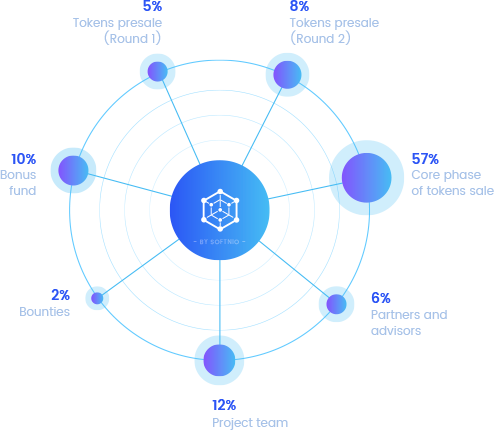 5%
Tokens presale
(Round 1)
8%
Tokens presale
(Round 2)
10%
Bonus
fund
57%
Core phase
of tokens sale
– BY SOFTNIO –
2%
Bounties
6%
Partners and
advisors
12%
Project team